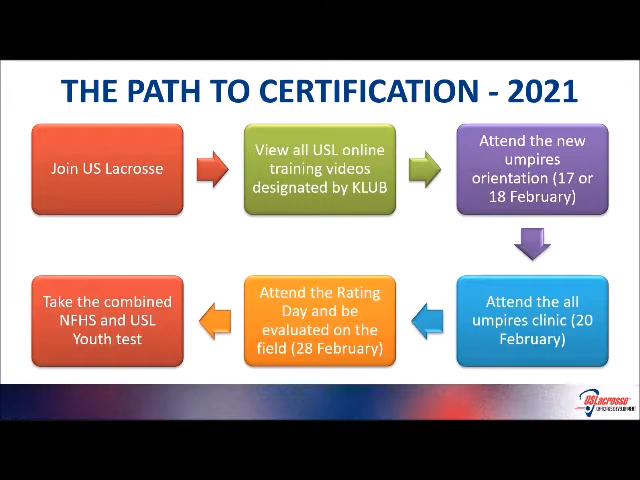 THE PATH TO CERTIFICATION - 2021
Join US Lacrosse
View all USL online
training videos
designated by KLUB
Attend the new
umpires
orientation (17 or
18 February)
Attend the all
umpires clinic (20
February)
Attend the Rating
Day and be
evaluated on the
field (28 February)
Take the combined
NFHS and USL
Youth test
USLacrosse
OFFICIALS DEVELOPMENT